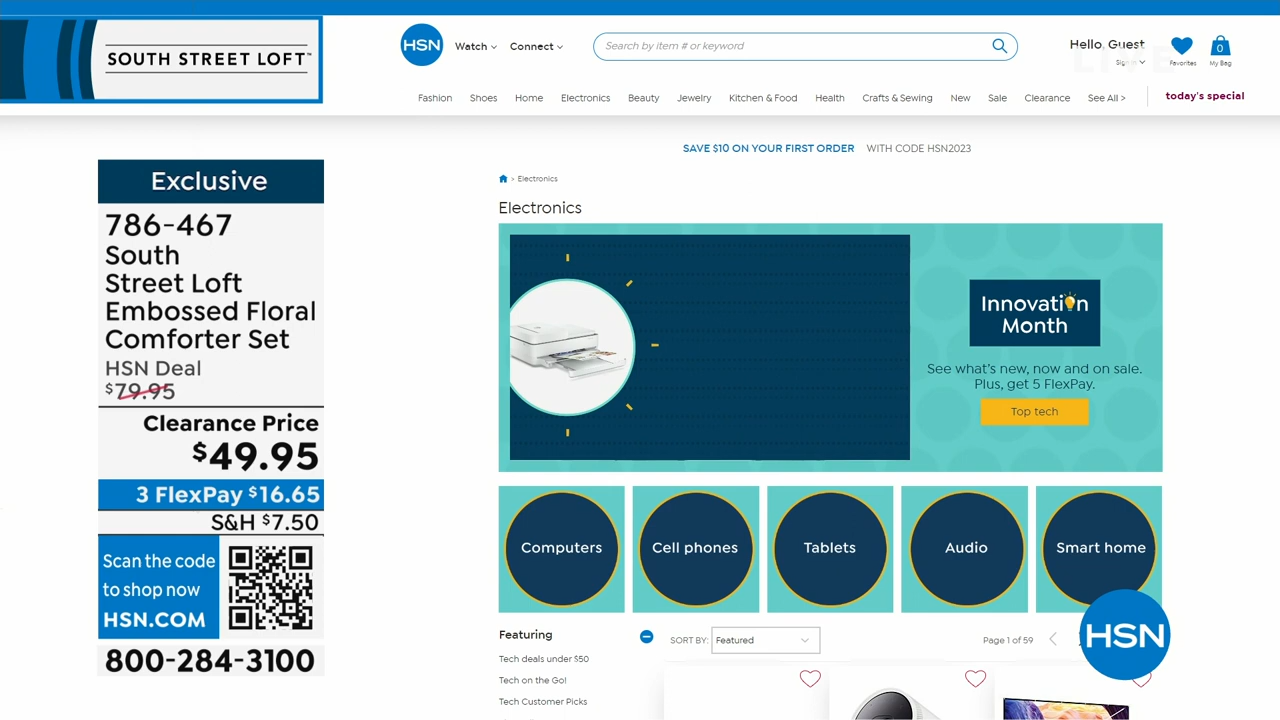 SOUTH STREET LOFT™
HSN
Watch
Connect
Search by item # or keyword
Hello, Guest
Sign In
LIVE
Favorites
0
My Bag
Fashion
Shoes
Home
Electronics
Beauty
Jewelry
Kitchen & Food
Health
Crafts & Sewing
New
Sale
Clearance
See All >
today's special
SAVE $10 ON YOUR FIRST ORDER WITH CODE HSN2023
> Electronics
Electronics
Exclusive
786-467
South
Street Loft
Embossed Floral
Comforter Set
HSN Deal
$79.95
Clearance Price
$49.95
3 FlexPay $16.65
S&H $7.50
Scan the code
to shop now
HSN.COM
800-284-3100
Innovation
Month
See what's new, now and on sale.
Plus, get 5 FlexPay.
Top tech
Computers
Cell phones
Tablets
Audio
Smart home
Featuring
Tech deals under $50
Tech on the Go!
Tech Customer Picks
SORT BY: Featured
Page 1 of 59
HSN